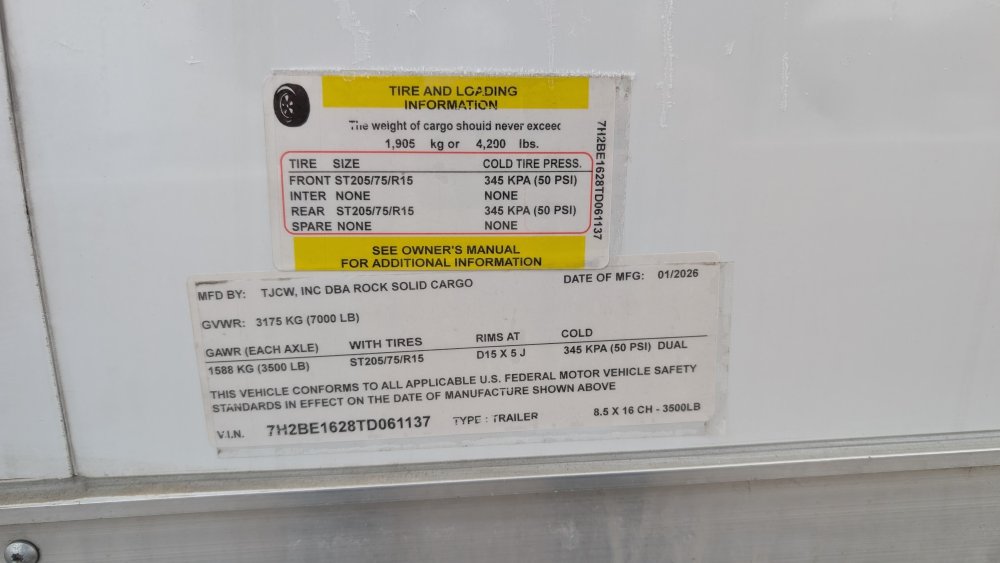 TIRE AND LOADING
INFORMATION
The weight of cargo should never exceed
1,905 kg or 4,200 lbs.
TIRE SIZE COLD TIRE PRESS.
FRONT ST205/75/R15 345 KPA (50 PSI)
INTER NONE NONE
REAR ST205/75/R15 345 KPA (50 PSI)
SPARE NONE NONE
SEE OWNER'S MANUAL
FOR ADDITIONAL INFORMATION
7H2BE1628TD061137
MFD BY: TJCW, INC DBA ROCK SOLID CARGO DATE OF MFG: 01/2026
GVWR: 3175 KG (7000 LB)
GAWR (EACH AXLE) WITH TIRES RIMS AT COLD
1588 KG (3500 LB) ST205/75/R15 D15 X 5 J 345 KPA (50 PSI) DUAL
THIS VEHICLE CONFORMS TO ALL APPLICABLE U.S. FEDERAL MOTOR VEHICLE SAFETY
STANDARDS IN EFFECT ON THE DATE OF MANUFACTURE SHOWN ABOVE
V.I.N. 7H2BE1628TD061137 TYPE : TRAILER 8.5 X 16 CH - 3500LB